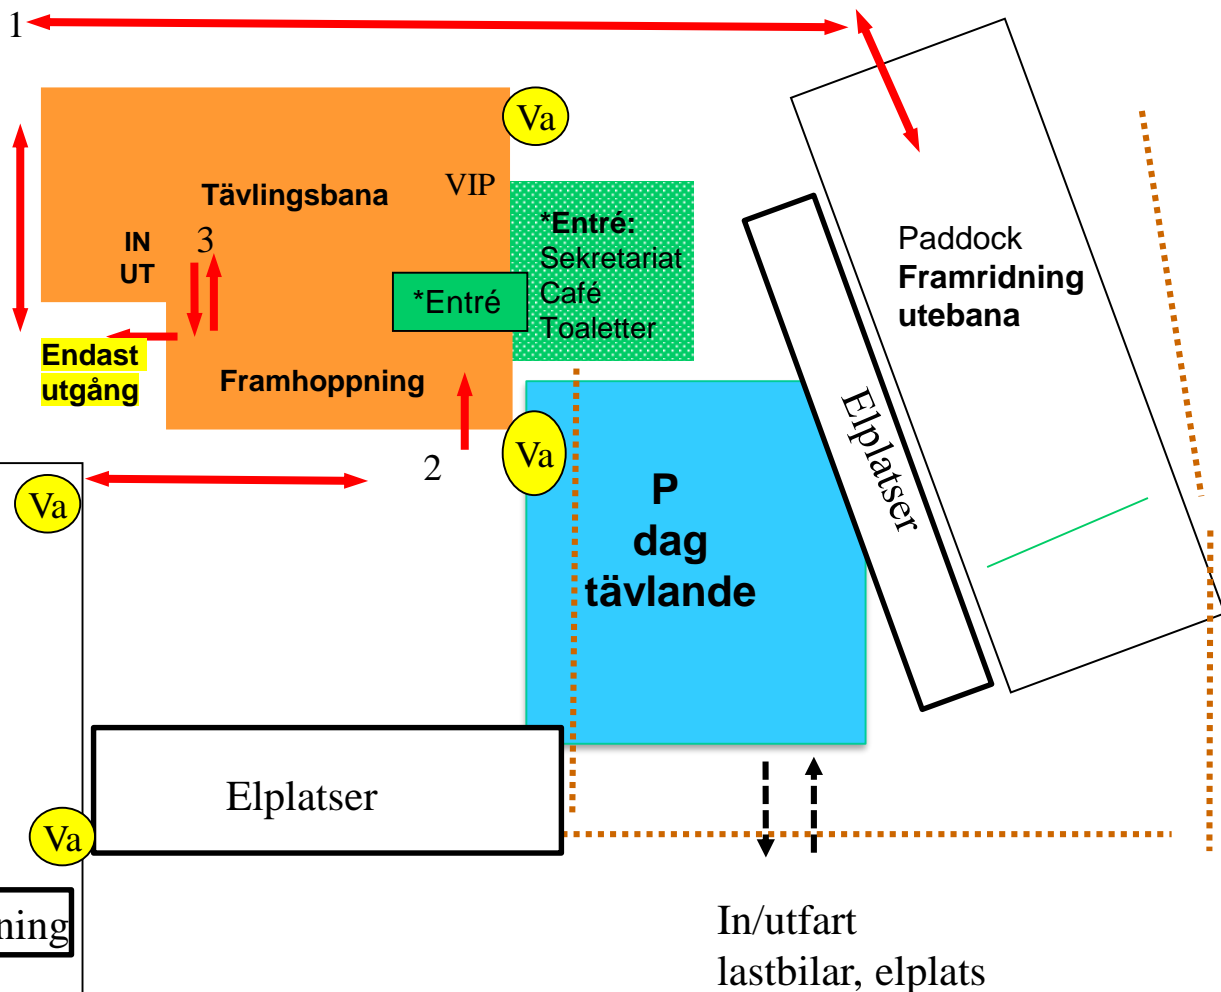 1
Va
Tävlingsbana
VIP
IN
UT
3
*Entré:
Sekretariat
Café
Toaletter
*Entré
Paddock
Framridning
utebana
Endast
utgång
Framhoppning
2
Va
Va
P
dag
tävlande
Elplatser
Elplatser
Va
ning
In/utfart
lastbilar, elplats